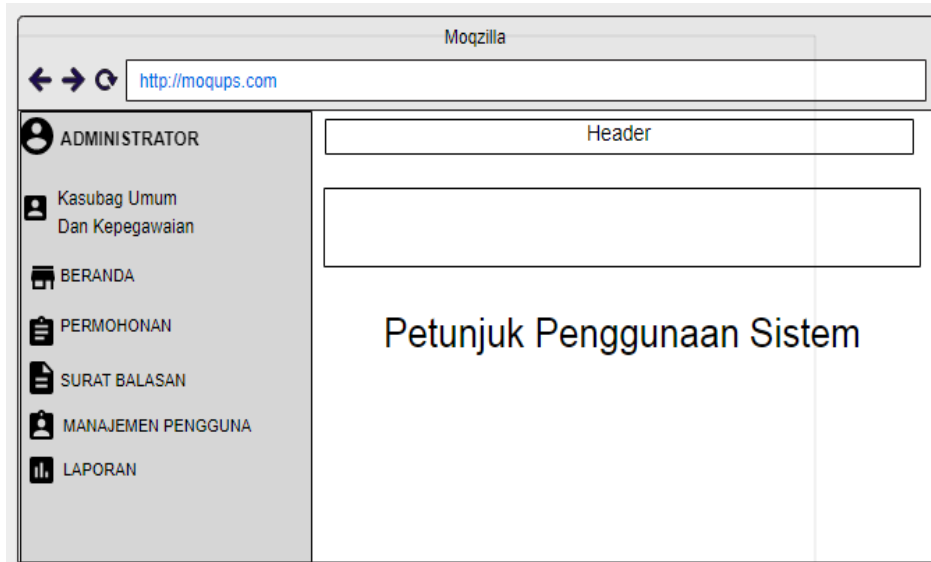 Moqzilla
http://moqups.com
ADMINISTRATOR
Kasubag Umum
Dan Kepegawaian
BERANDA
PERMOHONAN
SURAT BALASAN
MANAJEMEN PENGGUNA
LAPORAN
Header
Petunjuk Penggunaan Sistem